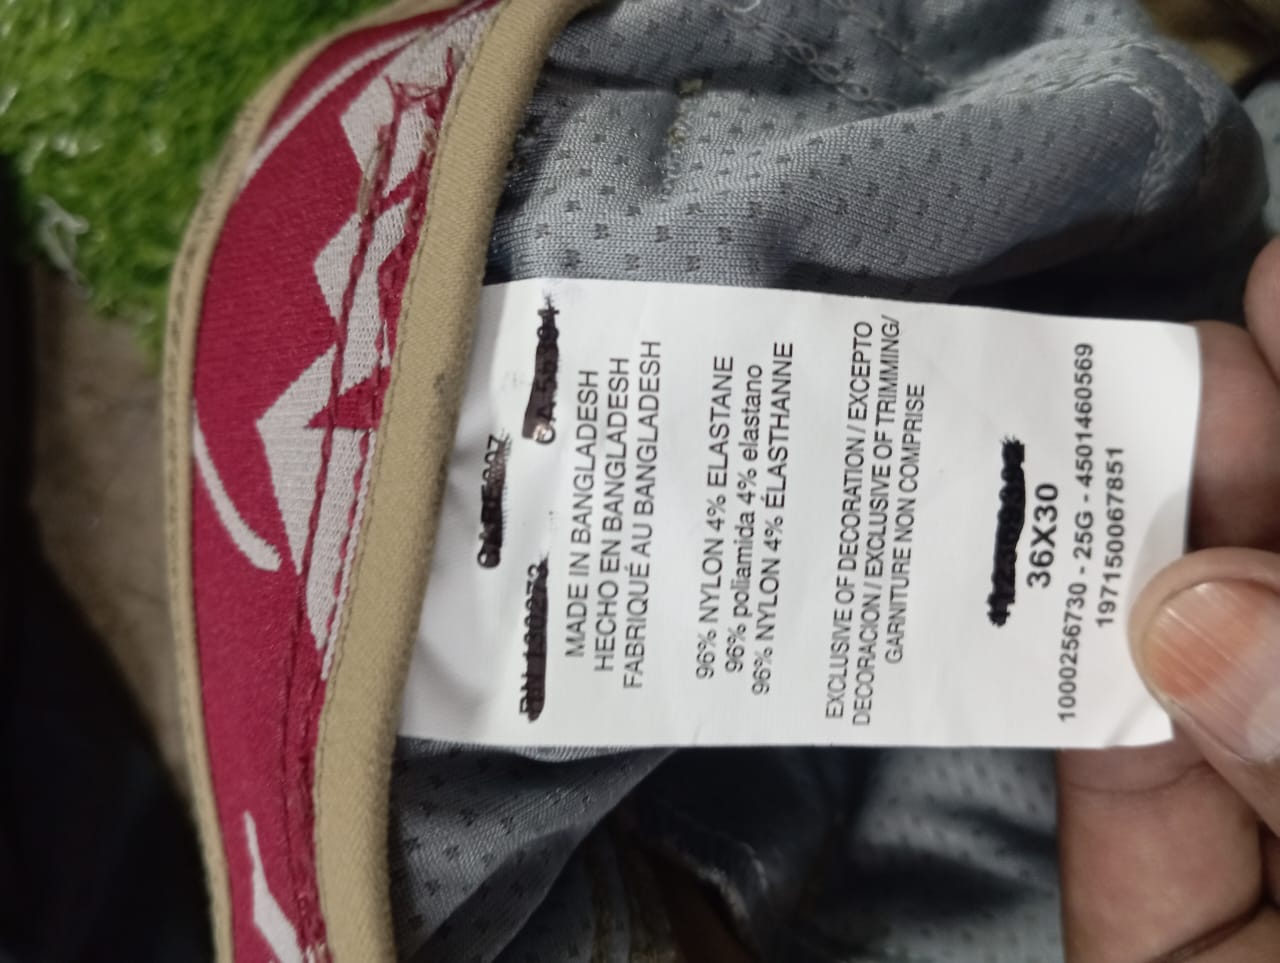 MADE IN BANGLADESH
HECHO EN BANGLADESH
FABRIQUÉ AU BANGLADESH
96% NYLON 4% ELASTANE
96% poliamida 4% elastano
96% NYLON 4% ÉLASTHANNE
EXCLUSIVE OF DECORATION / EXCEPTO
DECORACION / EXCLUSIVE OF TRIMMING/
GARNITURE NON COMPRISE
36X30
1000256730 - 25G - 4501460569
197150067851